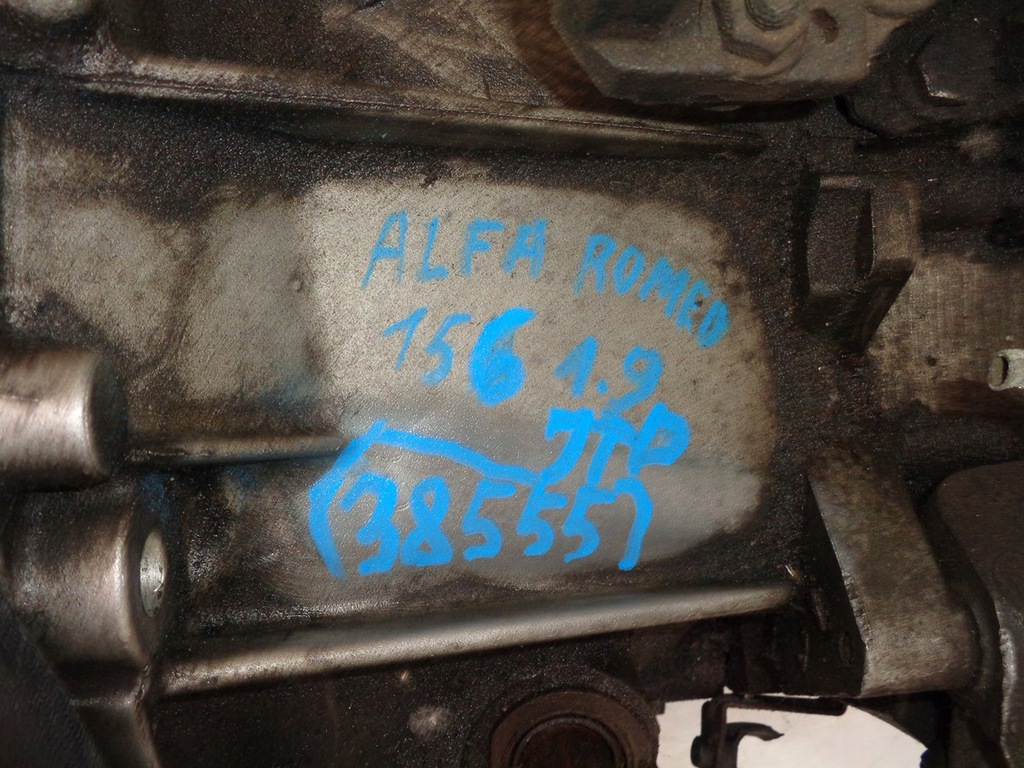 ALFA ROMEO
156 1.9
JTD
(38555)